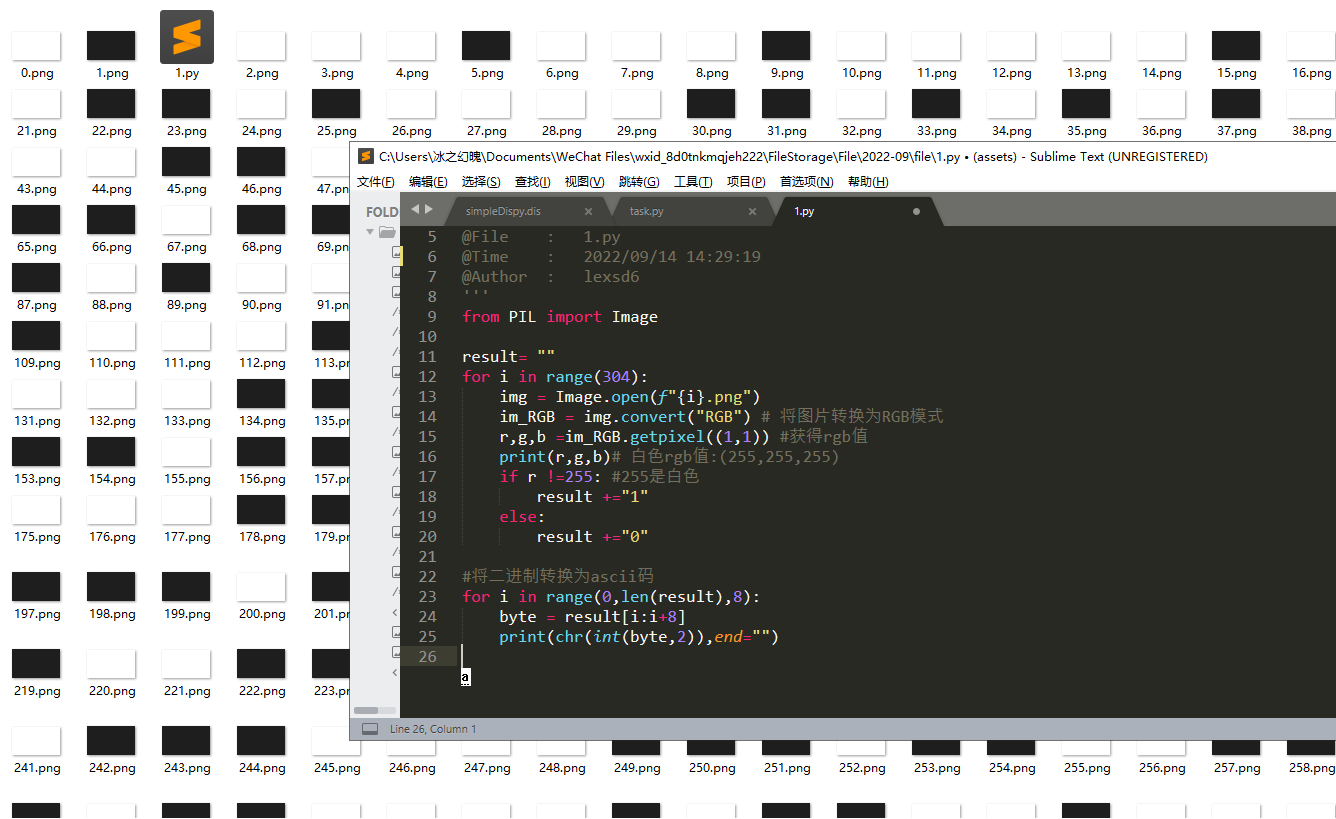 0.png 1.png 1.py 2.png 3.png 4.png 5.png 6.png 7.png 8.png 9.png 10.png 11.png 12.png 13.png 14.png 15.png 16.png
21.png 22.png 23.png 24.png 25.png 26.png 27.png 28.png 29.png 30.png 31.png 32.png 33.png 34.png 35.png 36.png 37.png 38.png
43.png 44.png 45.png 46.png 47.pn
65.png 66.png 67.png 68.png 69.pn
87.png 88.png 89.png 90.png 91.pn
109.png 110.png 111.png 112.png 113.pr
131.png 132.png 133.png 134.png 135.p
153.png 154.png 155.png 156.png 157.p
175.png 176.png 177.png 178.png 179.p
197.png 198.png 199.png 200.png 201.p
219.png 220.png 221.png 222.png 223.p
C:\Users\冰之幻魄\Documents\WeChat Files\wxid_8d0tnkmqjeh222\FileStorage\File\2022-09\file\1.py • (assets) - Sublime Text (UNREGISTERED)
文件(F) 编辑(E) 选择(S) 查找(I) 视图(V) 跳转(G) 工具(T) 项目(P) 首选项(N) 帮助(H)
FOLD
simpleDispy.dis × task.py × 1.py
5 @File : 1.py
6 @Time : 2022/09/14 14:29:19
7 @Author : lexsd6
8 '''
9 from PIL import Image
10
11 result= ""
12 for i in range(304):
13 img = Image.open(f"{i}.png")
14 im_RGB = img.convert("RGB") # 将图片转换为RGB模式
15 r,g,b =im_RGB.getpixel((1,1)) #获得rgb值
16 print(r,g,b)# 白色rgb值:(255,255,255)
17 if r !=255: #255是白色
18 result +="1"
19 else:
20 result +="0"
21
22 #将二进制转换为ascii码
23 for i in range(0,len(result),8):
24 byte = result[i:i+8]
25 print(chr(int(byte,2)),end="")
26
a
Line 26, Column 1
241.png 242.png 243.png 244.png 245.png 246.png 247.png 248.png 249.png 250.png 251.png 252.png 253.png 254.png 255.png 256.png 257.png 258.png